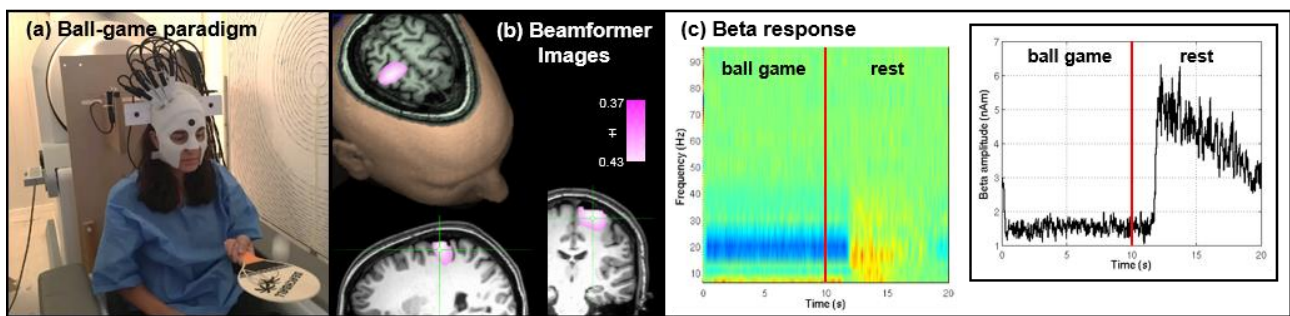 (a) Ball-game paradigm
(b) Beamformer
Images
0.37
Ŧ
0.43
(c) Beta response
ball game
rest
Frequency (Hz)
90
80
70
60
50
40
30
20
10
0
5
10
15
20
Time (s)
ball game
rest
Beta amplitude (nAm)
7
6
5
4
3
2
1
0
5
10
15
20
Time (s)